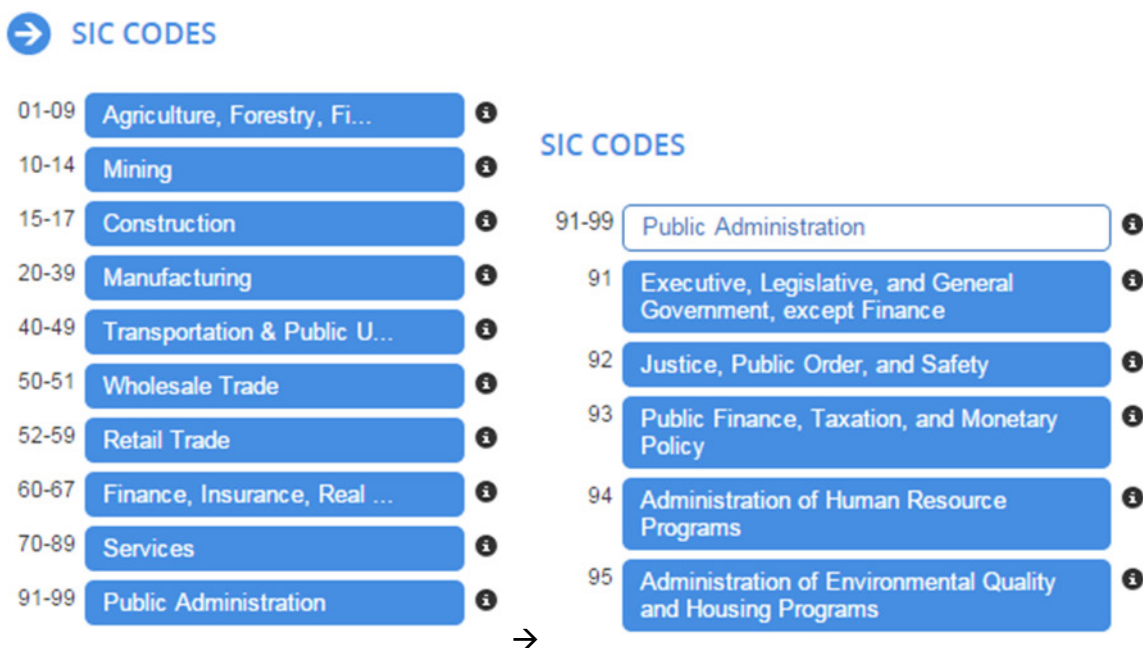 SIC CODES
01-09 Agriculture, Forestry, Fi...
10-14 Mining
15-17 Construction
20-39 Manufacturing
40-49 Transportation & Public U...
50-51 Wholesale Trade
52-59 Retail Trade
60-67 Finance, Insurance, Real ...
70-89 Services
91-99 Public Administration
→
SIC CODES
91-99 Public Administration
91 Executive, Legislative, and General
Government, except Finance
92 Justice, Public Order, and Safety
93 Public Finance, Taxation, and Monetary
Policy
94 Administration of Human Resource
Programs
95 Administration of Environmental Quality
and Housing Programs